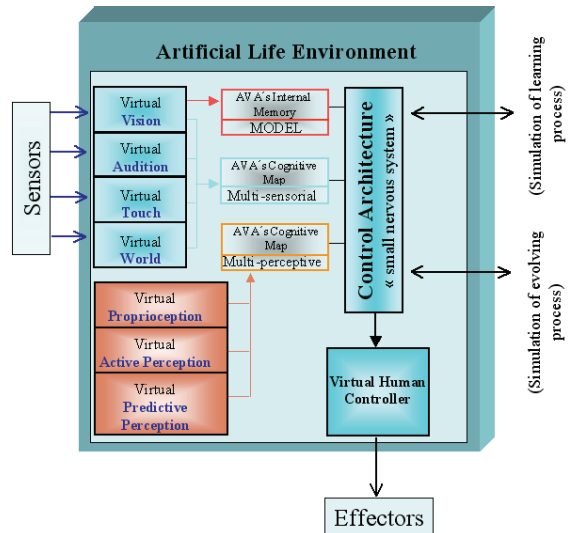 Artificial Life Environment
Sensors
Virtual
Vision
Virtual
Audition
Virtual
Touch
Virtual
World
AVA´s Internal
Memory
MODEL
AVA´s Cognitive
Map
Multi-sensorial
AVA´s Cognitive
Map
Multi-perceptive
Virtual
Proprioception
Virtual
Active Perception
Virtual
Predictive
Perception
Control Architecture
« small nervous system »
Virtual Human
Controller
Effectors
(Simulation of learning
process)
(Simulation of evolving
process)